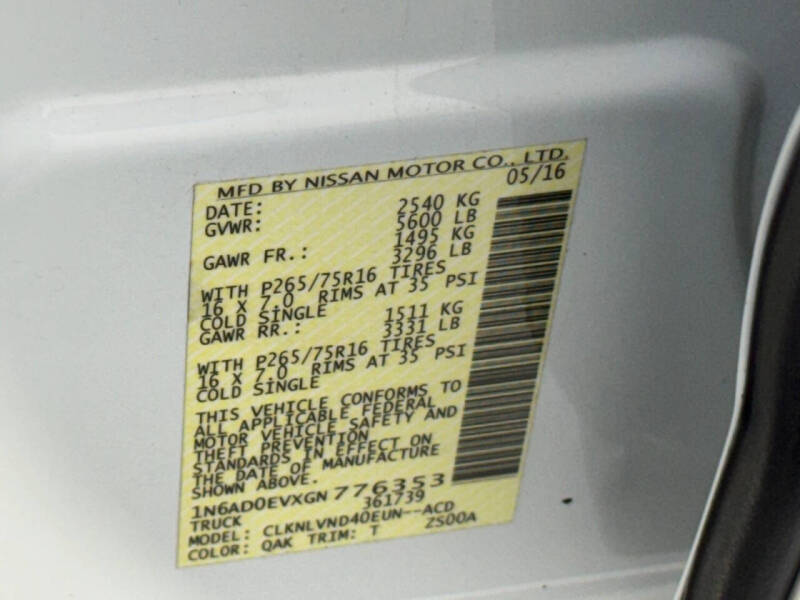 MFD BY NISSAN MOTOR CO., LTD.
DATE: 05/16
GVWR: 2540 KG
5600 LB
GAWR FR.: 1495 KG
3296 LB
WITH P265/75R16 TIRES
16 X 7.0 RIMS AT 35 PSI
COLD SINGLE
GAWR RR.: 1511 KG
3331 LB
WITH P265/75R16 TIRES
16 X 7.0 RIMS AT 35 PSI
COLD SINGLE
THIS VEHICLE CONFORMS TO
ALL APPLICABLE FEDERAL
MOTOR VEHICLE SAFETY AND
THEFT PREVENTION
STANDARDS IN EFFECT ON
THE DATE OF MANUFACTURE
SHOWN ABOVE.
1N6AD0EVXGN776353
TRUCK 361739
MODEL: CLKNLVND40EUN--ACD
COLOR: QAK TRIM: T ZS00A